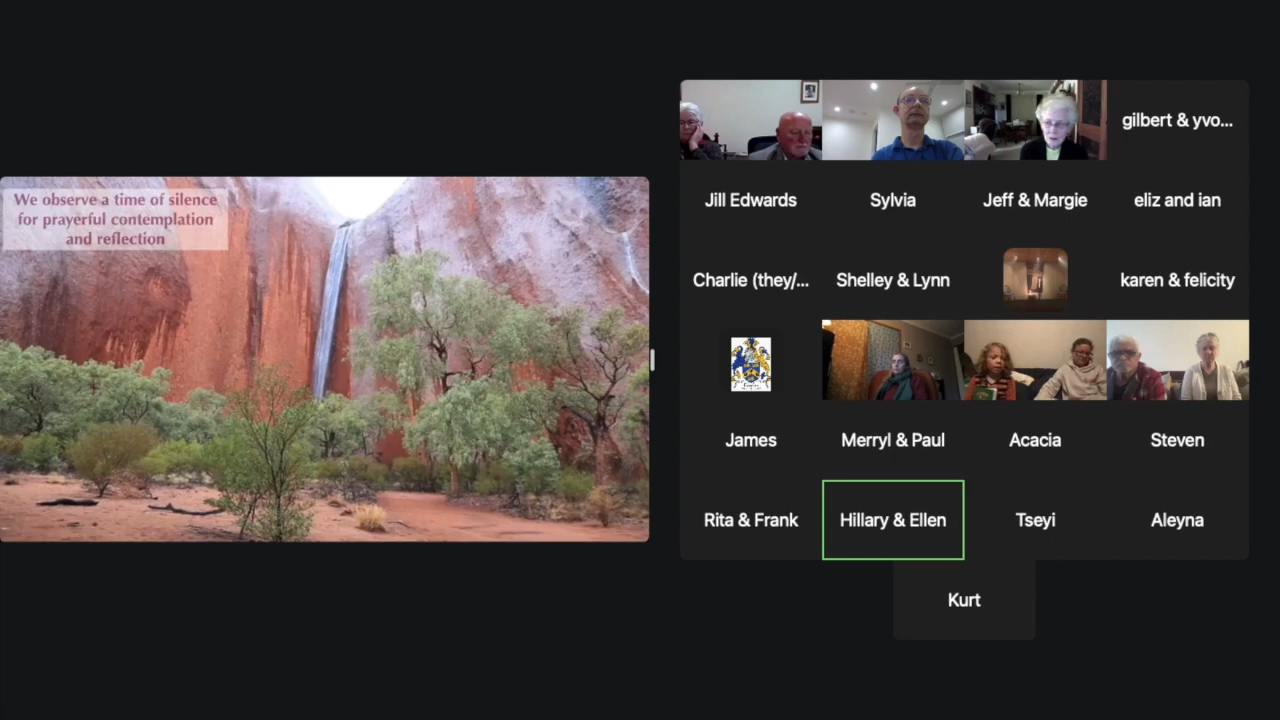 We observe a time of silence
for prayerful contemplation
and reflection
gilbert & yvo...
Jill Edwards
Sylvia
Jeff & Margie
eliz and ian
Charlie (they/...
Shelley & Lynn
karen & felicity
James
Merryl & Paul
Acacia
Steven
Rita & Frank
Hillary & Ellen
Tseyi
Aleyna
Kurt